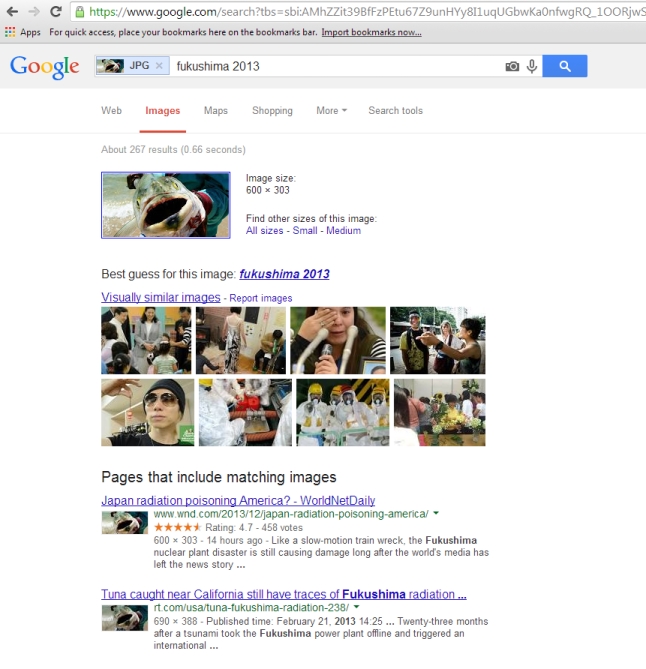 https://www.google.com/search?tbs=sbi:AMhZZit39BfFzPEtu67Z9unHYy8I1uqUGbwKa0nfwgRQ_1OORjwS
Apps For quick access, place your bookmarks here on the bookmarks bar. Import bookmarks now...
Google JPG × fukushima 2013
Web Images Maps Shopping More Search tools
About 267 results (0.66 seconds)
Image size:
600 × 303
Find other sizes of this image:
All sizes - Small - Medium
Best guess for this image: fukushima 2013
Visually similar images - Report images
Pages that include matching images
Japan radiation poisoning America? - WorldNetDaily
www.wnd.com/2013/12/japan-radiation-poisoning-america/
Rating: 4.7 - 458 votes
600 × 303 - 14 hours ago - Like a slow-motion train wreck, the Fukushima
nuclear plant disaster is still causing damage long after the world's media has
left the news story ...
Tuna caught near California still have traces of Fukushima radiation ...
rt.com/usa/tuna-fukushima-radiation-238/
690 × 388 - Published time: February 21, 2013 14:25 ... Twenty-three months
after a tsunami took the Fukushima power plant offline and triggered an
international ...